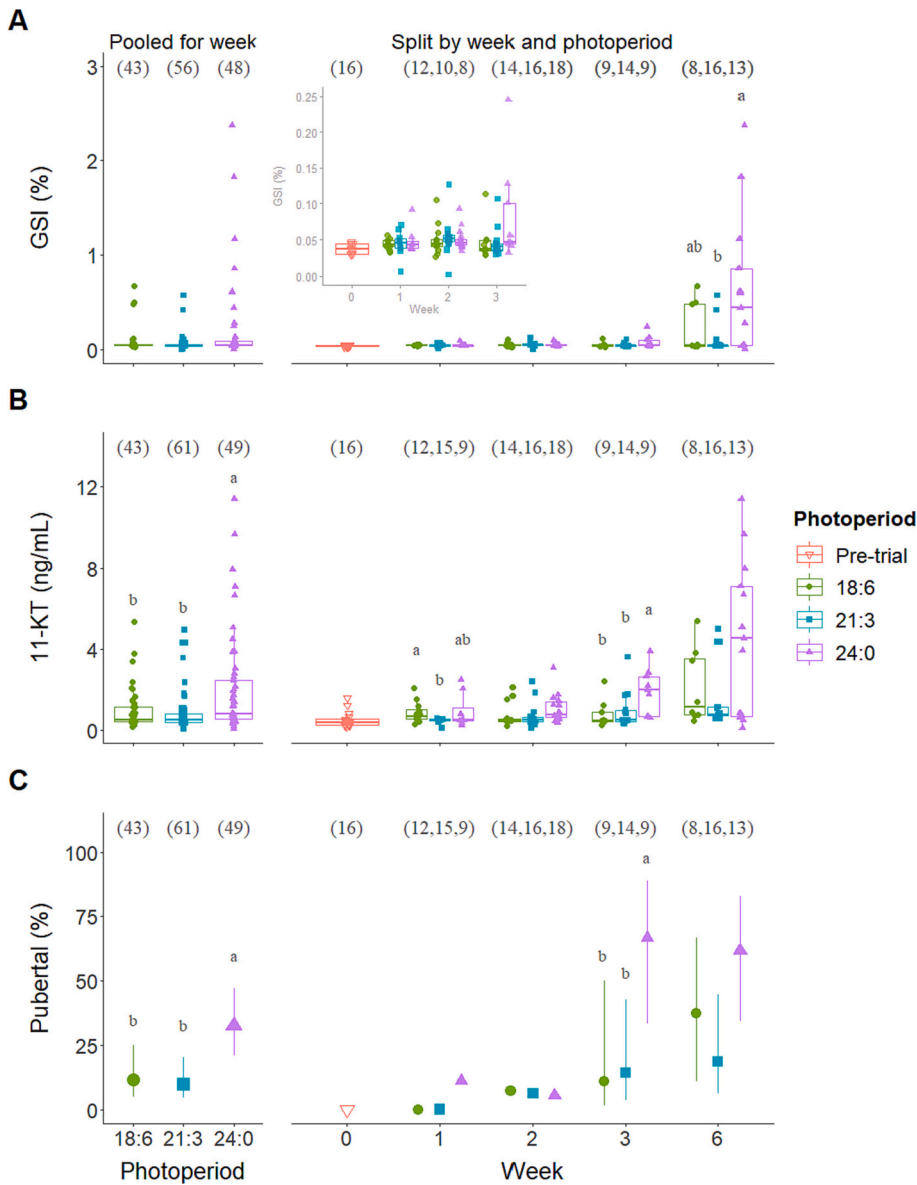 A
Pooled for week Split by week and photoperiod
(43) (56) (48) (16) (12,10,8) (14,16,18) (9,14,9) (8,16,13)
3
2
1
0
GSI (%)
a
ab
b
0.25
0.20
0.15
0.10
0.05
0.00
GSI (%)
0 1 2 3
Week
B
(43) (61) (49) (16) (12,15,9) (14,16,18) (9,14,9) (8,16,13)
12
8
4
0
11-KT (ng/mL)
b b a
a b ab
b b a
Photoperiod
Pre-trial
18:6
21:3
24:0
C
(43) (61) (49) (16) (12,15,9) (14,16,18) (9,14,9) (8,16,13)
100
75
50
25
0
Pubertal (%)
b b a
b b a
18:6 21:3 24:0 0 1 2 3 6
Photoperiod Week